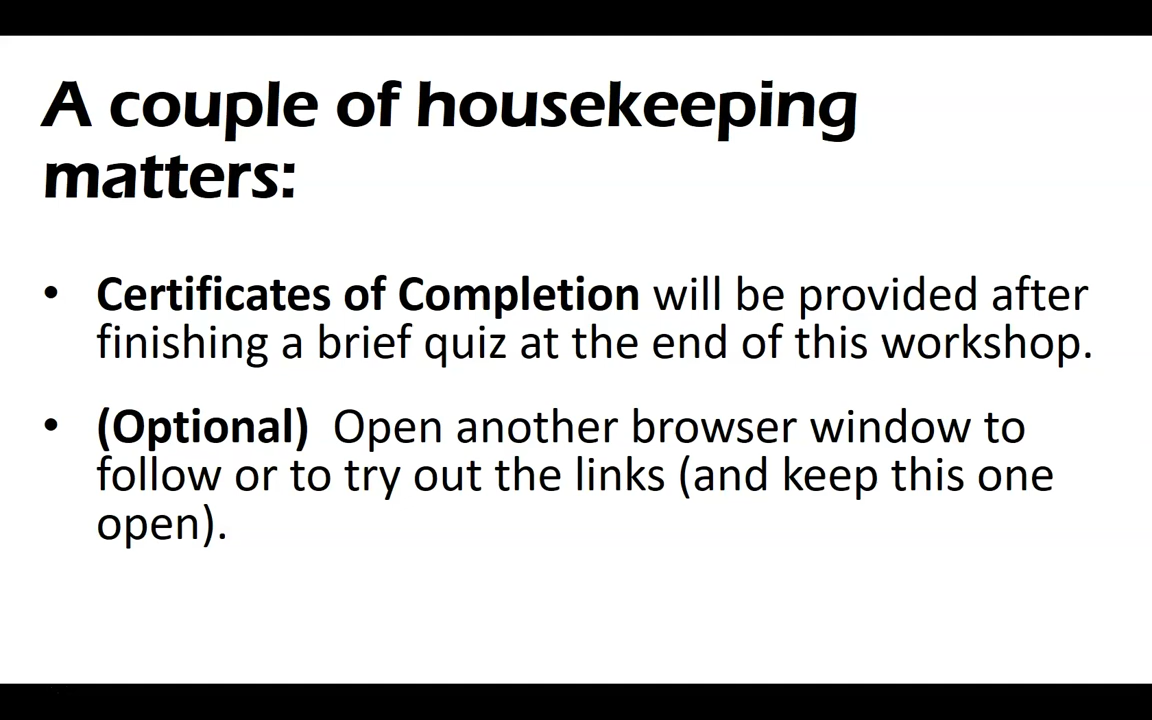 A couple of housekeeping
matters:
• Certificates of Completion will be provided after
finishing a brief quiz at the end of this workshop.
• (Optional)  Open another browser window to
follow or to try out the links (and keep this one
open).